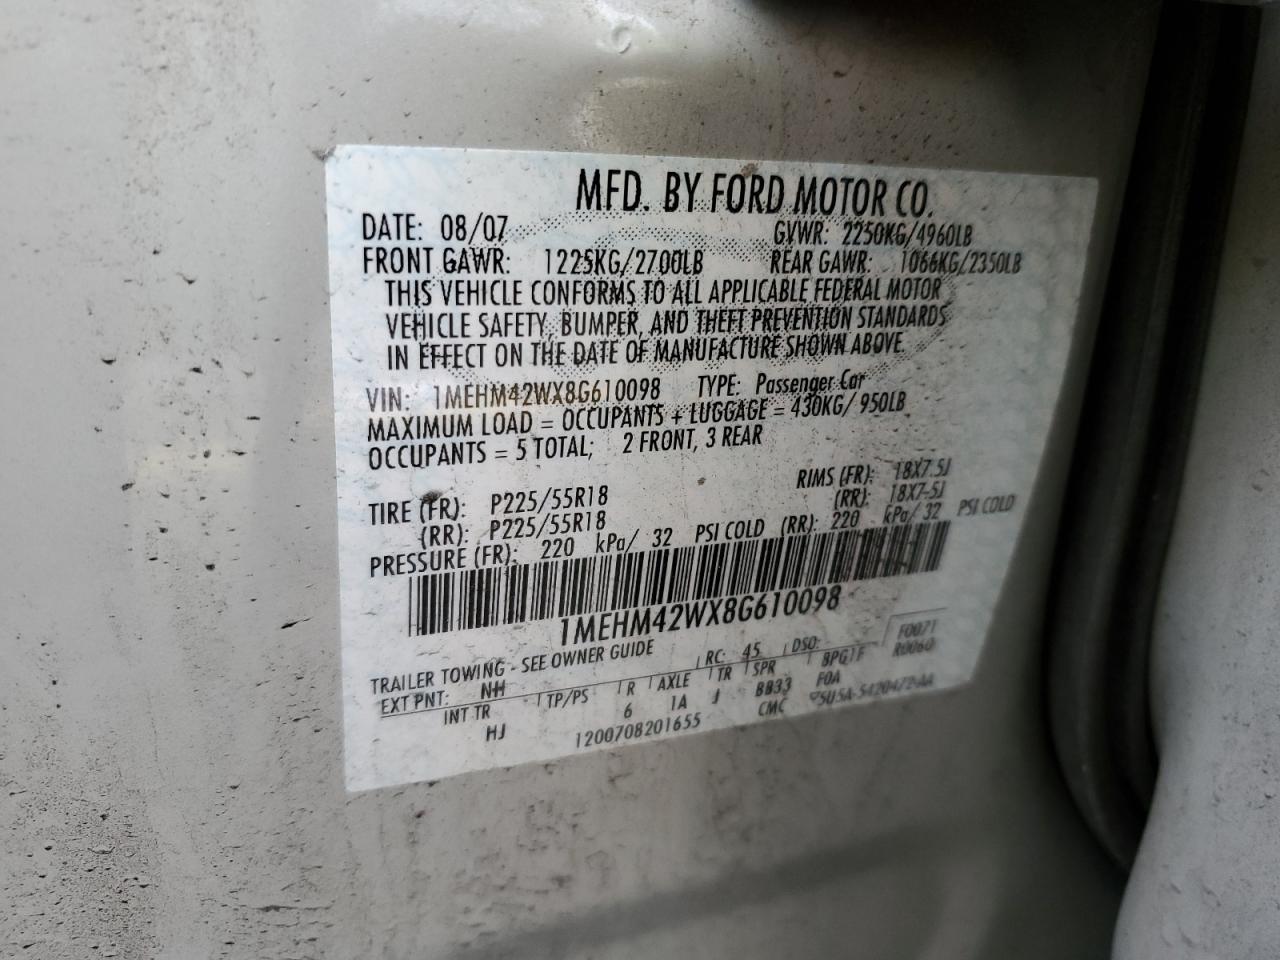 MFD. BY FORD MOTOR CO.
DATE: 08/07 GVWR: 2250KG/4960LB
FRONT GAWR: 1225KG/2700LB REAR GAWR: 1066KG/2350LB
THIS VEHICLE CONFORMS TO ALL APPLICABLE FEDERAL MOTOR
VEHICLE SAFETY, BUMPER, AND THEFT PREVENTION STANDARDS
IN EFFECT ON THE DATE OF MANUFACTURE SHOWN ABOVE.
VIN: 1MEHM42WX8G610098 TYPE: Passenger Car
MAXIMUM LOAD = OCCUPANTS + LUGGAGE = 430KG/ 950LB
OCCUPANTS = 5 TOTAL; 2 FRONT, 3 REAR
TIRE (FR): P225/55R18 RIMS (FR): 18X7.5J
(RR): P225/55R18 (RR): 18X7.5J
PRESSURE (FR): 220 kPa/ 32 PSI COLD (RR): 220 kPa/ 32 PSI COLD
1MEHM42WX8G610098
TRAILER TOWING - SEE OWNER GUIDE F0071
EXT PNT: NH RC: 45 DSO: R0060
INT TR TP/PS R AXLE TR SPR BPG1F
HJ 6 1A J BB33 FOA
1200708201655 CMC